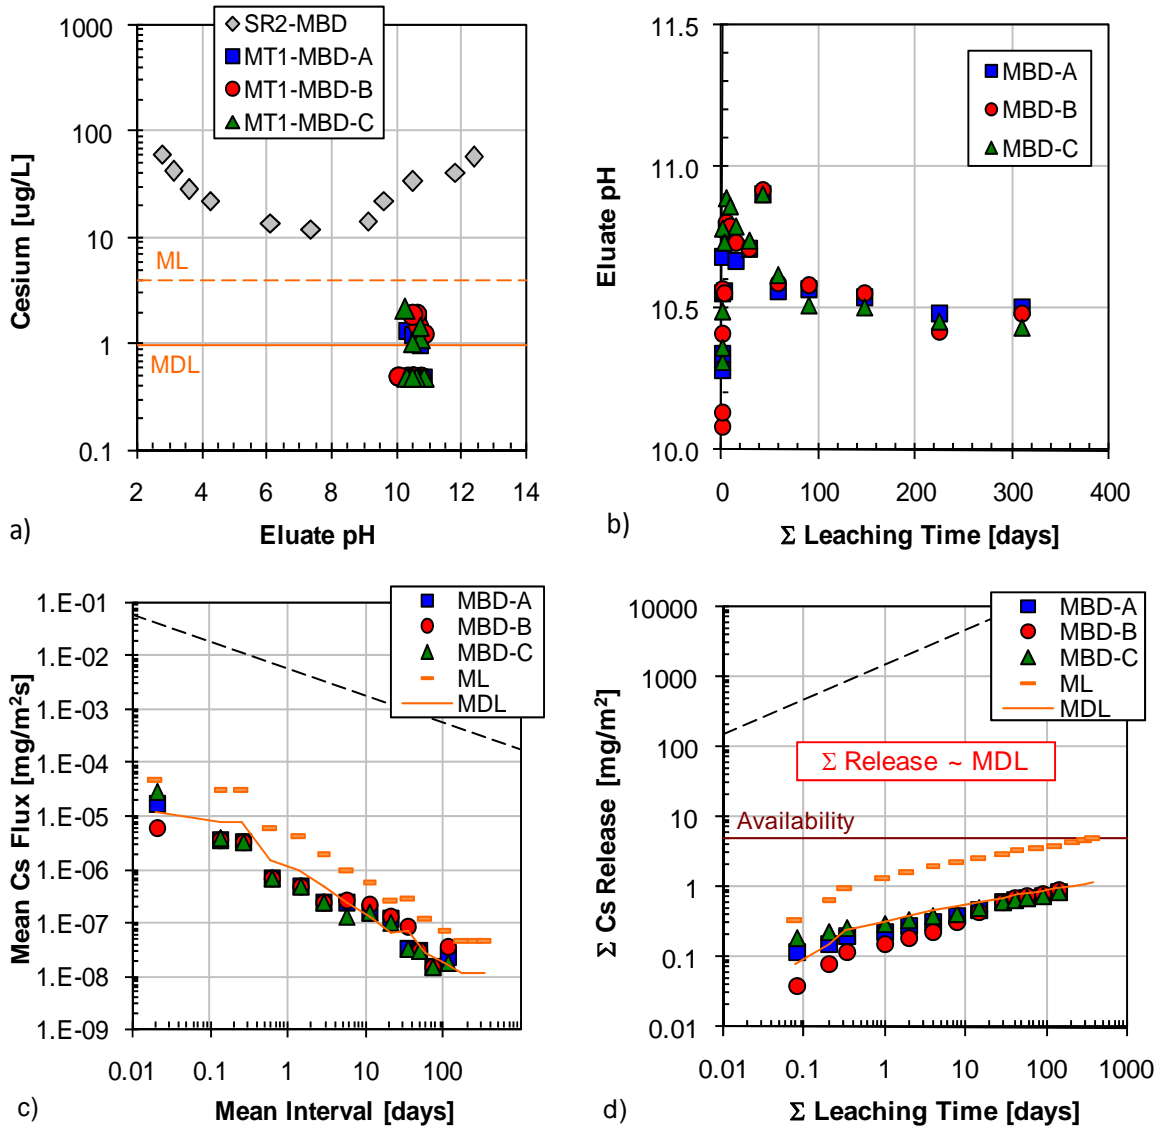 1000
100
10
1
0.1
Cesium [ug/L]
SR2-MBD
MT1-MBD-A
MT1-MBD-B
MT1-MBD-C
ML
MDL
2 4 6 8 10 12 14
Eluate pH
a)
11.5
11.0
10.5
10.0
Eluate pH
MBD-A
MBD-B
MBD-C
0 100 200 300 400
Σ Leaching Time [days]
b)
1.E-01
1.E-02
1.E-03
1.E-04
1.E-05
1.E-06
1.E-07
1.E-08
1.E-09
Mean Cs Flux [mg/m²s]
MBD-A
MBD-B
MBD-C
ML
MDL
0.01 0.1 1 10 100
Mean Interval [days]
c)
10000
1000
100
10
1
0.1
0.01
Σ Cs Release [mg/m²]
MBD-A
MBD-B
MBD-C
ML
MDL
Σ Release ~ MDL
Availability
0.01 0.1 1 10 100 1000
Σ Leaching Time [days]
d)